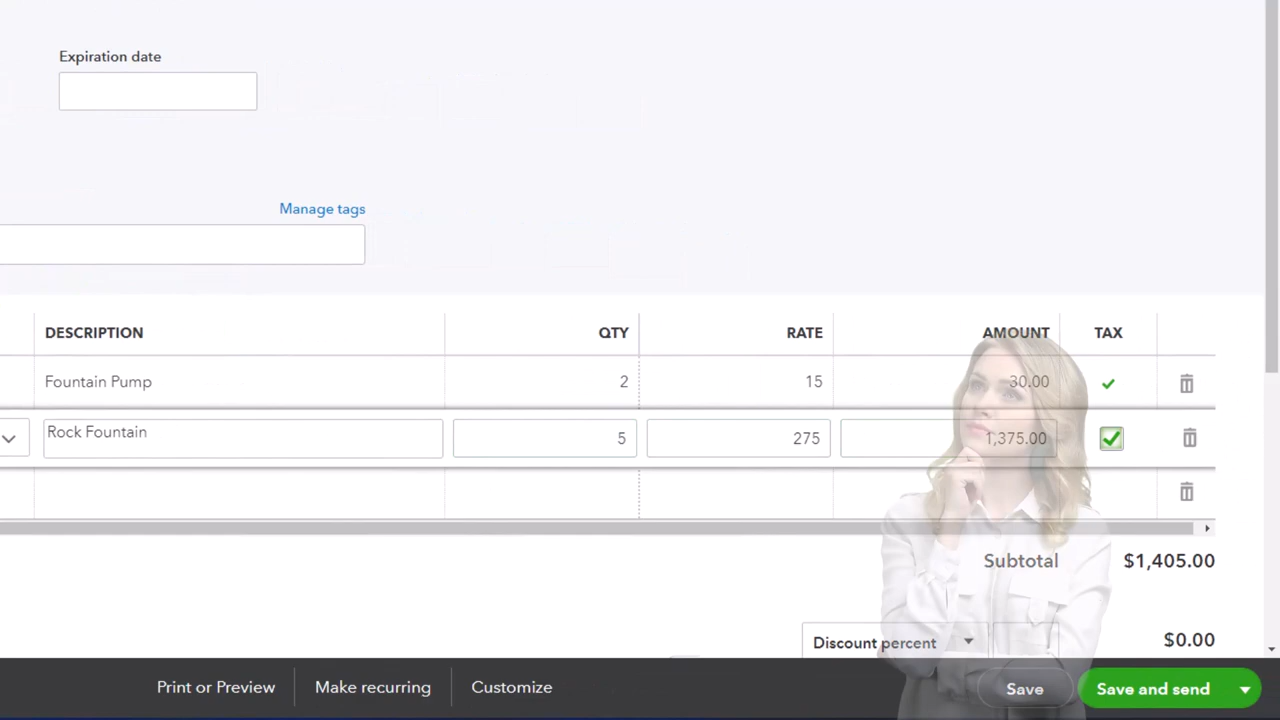 Expiration date
Manage tags
DESCRIPTION QTY RATE AMOUNT TAX
Fountain Pump 2 15 30.00
Rock Fountain 5 275 1,375.00
Subtotal $1,405.00
Discount percent $0.00
Print or Preview Make recurring Customize Save Save and send